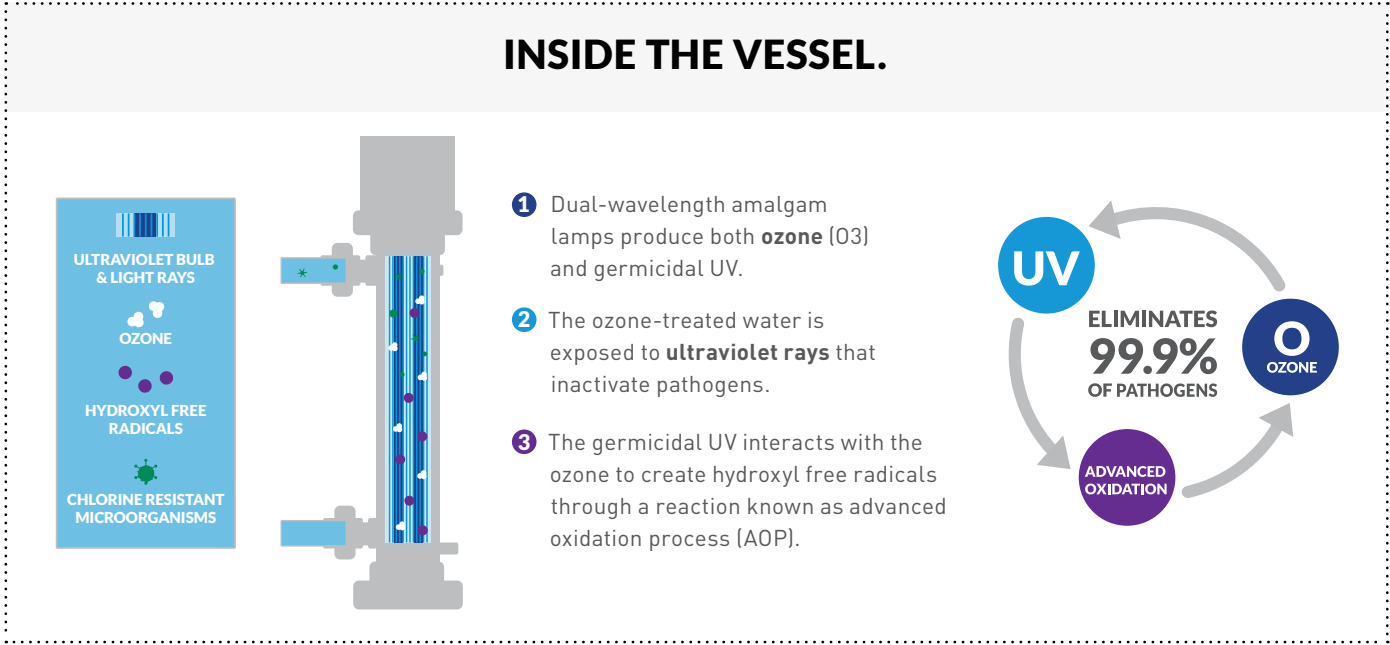 INSIDE THE VESSEL.
ULTRAVIOLET BULB
& LIGHT RAYS
OZONE
HYDROXYL FREE
RADICALS
CHLORINE RESISTANT
MICROORGANISMS
1 Dual-wavelength amalgam
lamps produce both ozone (O3)
and germicidal UV.
2 The ozone-treated water is
exposed to ultraviolet rays that
inactivate pathogens.
3 The germicidal UV interacts with the
ozone to create hydroxyl free radicals
through a reaction known as advanced
oxidation process (AOP).
UV
ELIMINATES
99.9%
OF PATHOGENS
O
OZONE
ADVANCED
OXIDATION